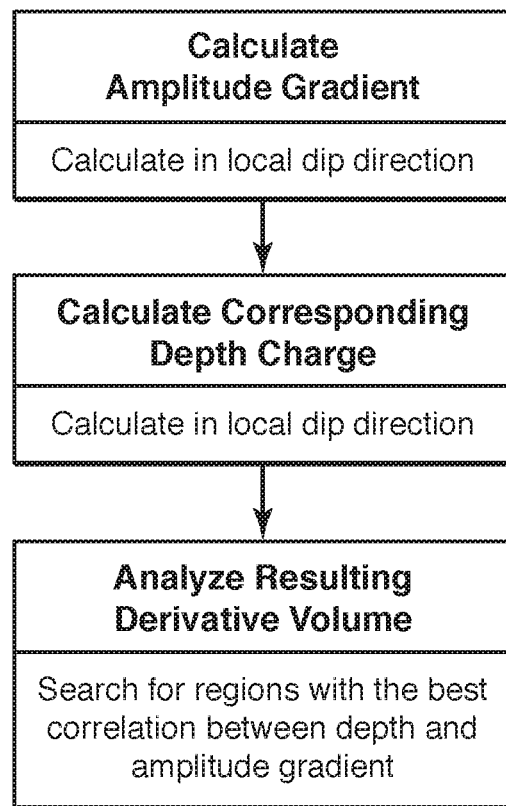 Calculate
Amplitude Gradient
Calculate in local dip direction
Calculate Corresponding
Depth Charge
Calculate in local dip direction
Analyze Resulting
Derivative Volume
Search for regions with the best
correlation between depth and
amplitude gradient